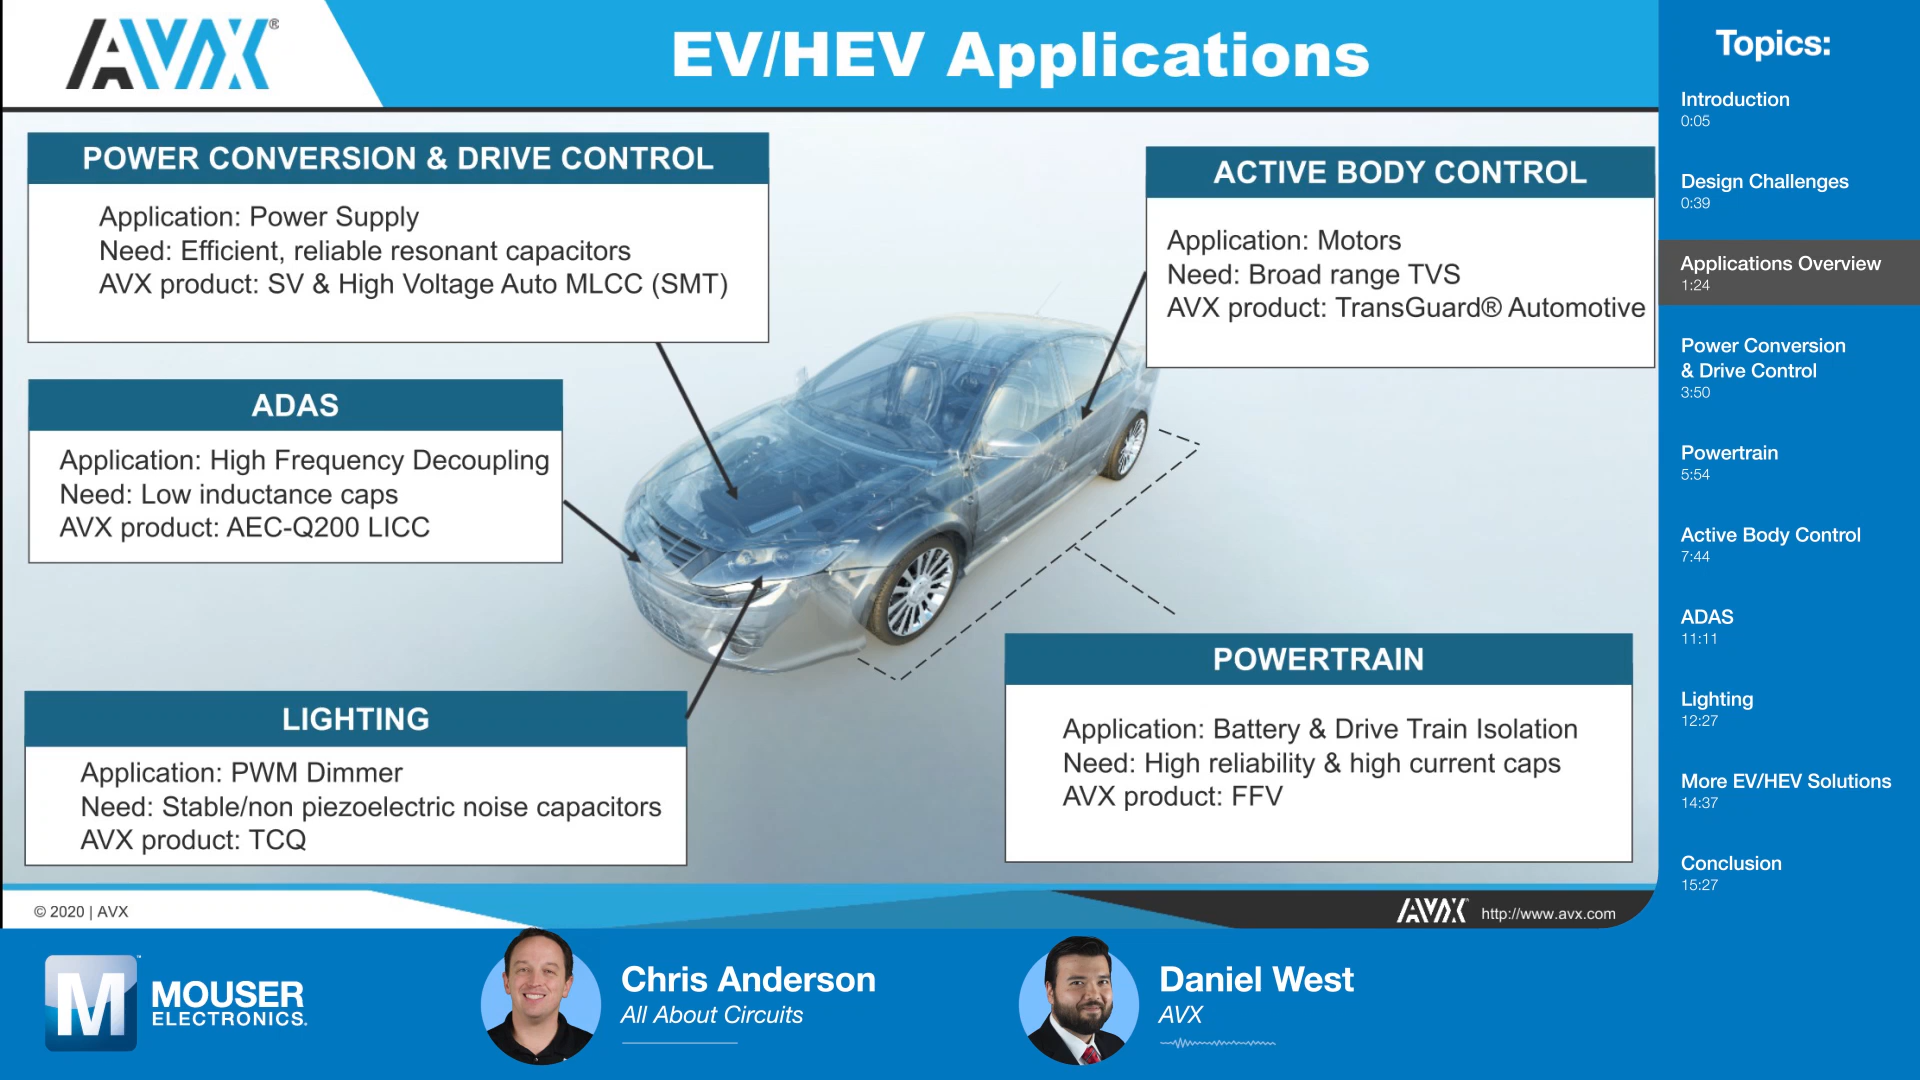 AVX®
EV/HEV Applications
POWER CONVERSION & DRIVE CONTROL
Application: Power Supply
Need: Efficient, reliable resonant capacitors
AVX product: SV & High Voltage Auto MLCC (SMT)
ACTIVE BODY CONTROL
Application: Motors
Need: Broad range TVS
AVX product: TransGuard® Automotive
ADAS
Application: High Frequency Decoupling
Need: Low inductance caps
AVX product: AEC-Q200 LICC
LIGHTING
Application: PWM Dimmer
Need: Stable/non piezoelectric noise capacitors
AVX product: TCQ
POWERTRAIN
Application: Battery & Drive Train Isolation
Need: High reliability & high current caps
AVX product: FFV
© 2020 | AVX
AVX
http://www.avx.com
Topics:
Introduction
0:05
Design Challenges
0:39
Applications Overview
1:24
Power Conversion
& Drive Control
3:50
Powertrain
5:54
Active Body Control
7:44
ADAS
11:11
Lighting
12:27
More EV/HEV Solutions
14:37
Conclusion
15:27
M™
MOUSER
ELECTRONICS.
Chris Anderson
All About Circuits
Daniel West
AVX